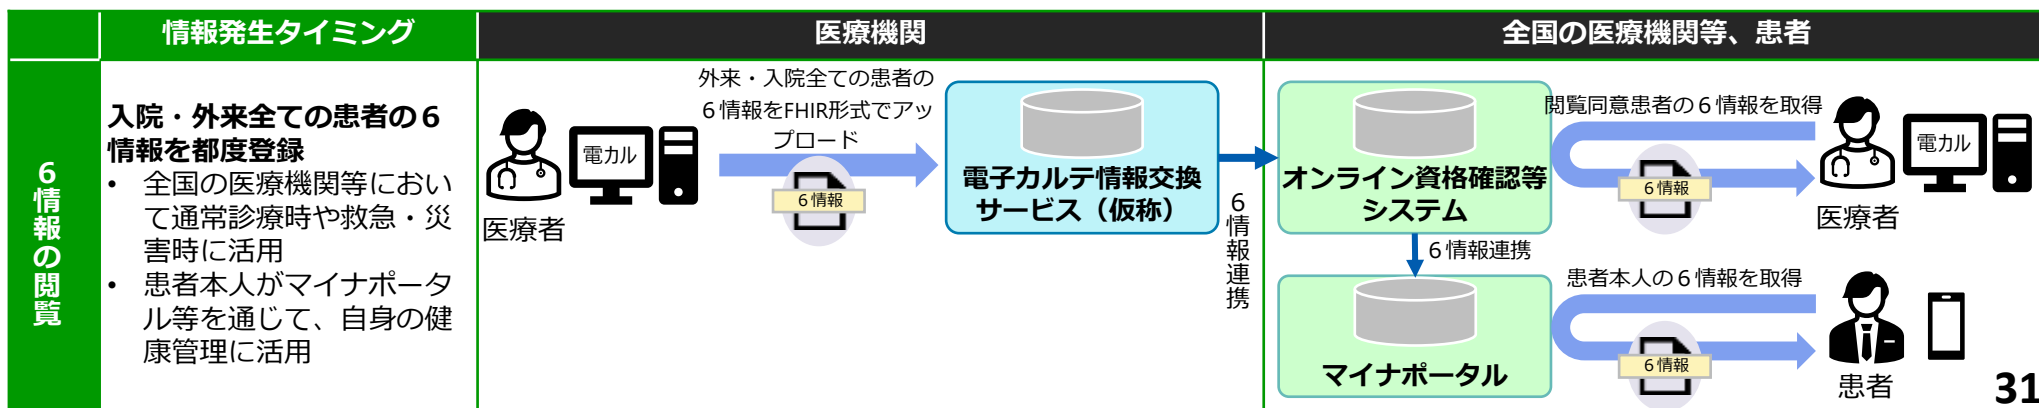 情報発生タイミング
医療機関
全国の医療機関等、患者
6情報の閲覧
入院・外来全ての患者の6
情報を都度登録
• 全国の医療機関等におい
て通常診療時や救急・災
害時に活用
• 患者本人がマイナポータ
ル等を通じて、自身の健
康管理に活用
電カル
医療者
外来・入院全ての患者の
6情報をFHIR形式でアッ
プロード
6情報
電子カルテ情報交換
サービス（仮称）
6情報連携
オンライン資格確認等
システム
6情報連携
マイナポータル
閲覧同意患者の6情報を取得
6情報
電カル
医療者
患者本人の6情報を取得
6情報
患者
31